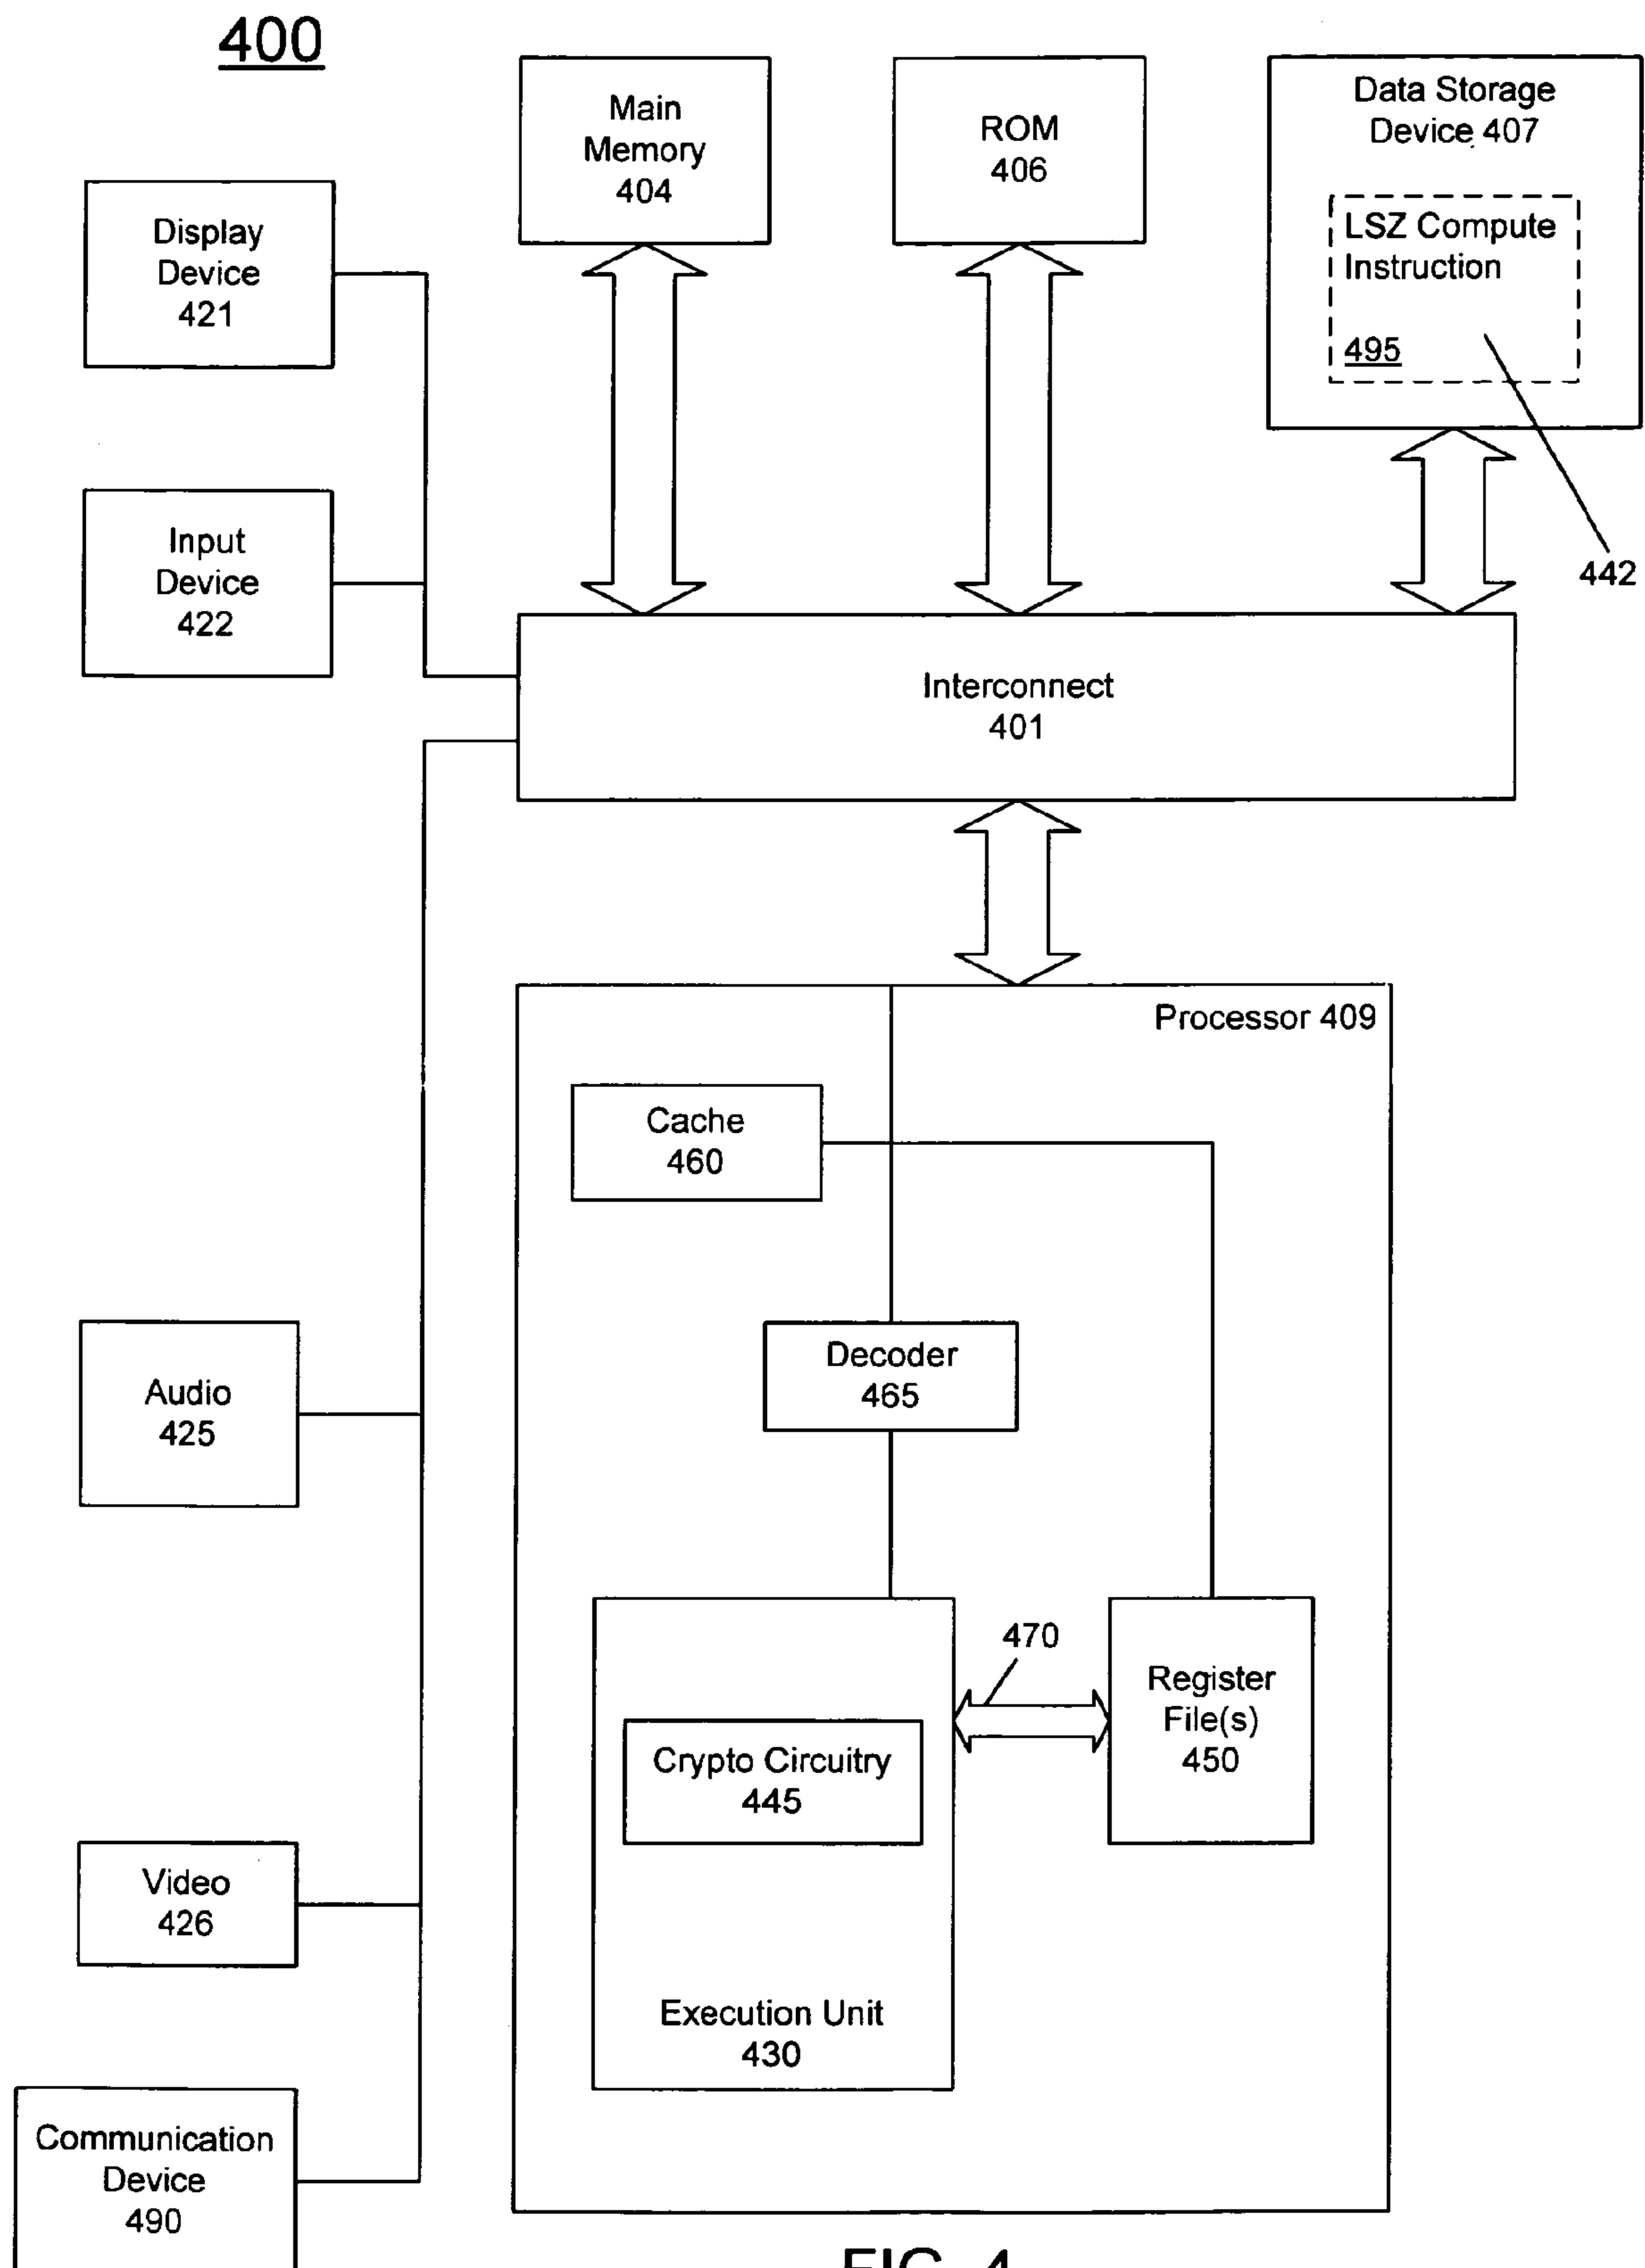 400
Main
Memory
404
ROM
406
Data Storage
Device 407
LSZ Compute
Instruction
495
442
Display
Device
421
Input
Device
422
Interconnect
401
Processor 409
Cache
460
Decoder
465
Audio
425
470
Register
File(s)
450
Crypto Circuitry
445
Video
426
Execution Unit
430
Communication
Device
490
FIG. 4